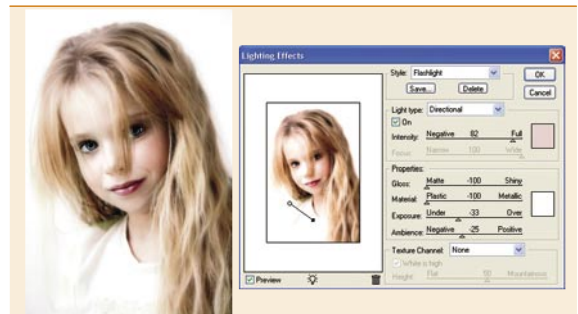 Lighting Effects
Style: Flashlight
OK
Save... Delete
Cancel
Light type: Directional
On
Intensity: Negative 82 Full
Focus: Narrow 100 Wide
Properties:
Gloss: Matte -100 Shiny
Material: Plastic -100 Metallic
Exposure: Under -33 Over
Ambience: Negative -25 Positive
Texture Channel: None
White is high
Height: Flat 50 Mountainous
Preview